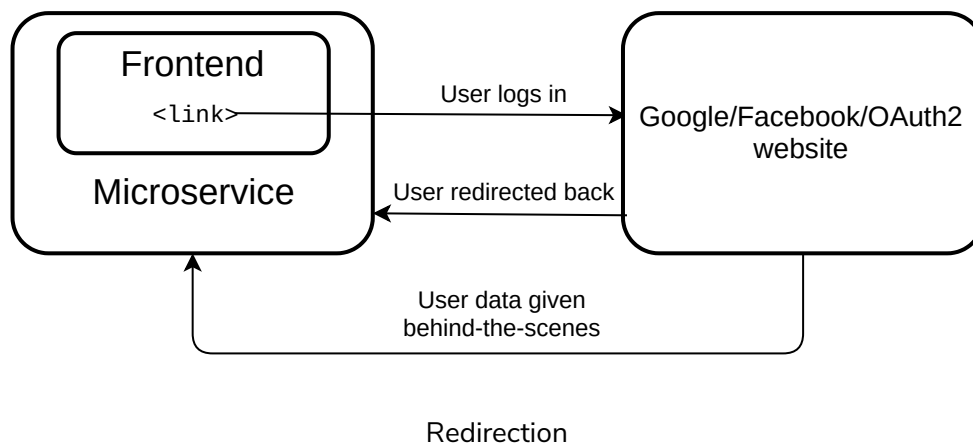 Frontend
<link>
Microservice
User logs in
Google/Facebook/OAuth2
website
User redirected back
User data given
behind-the-scenes
Redirection